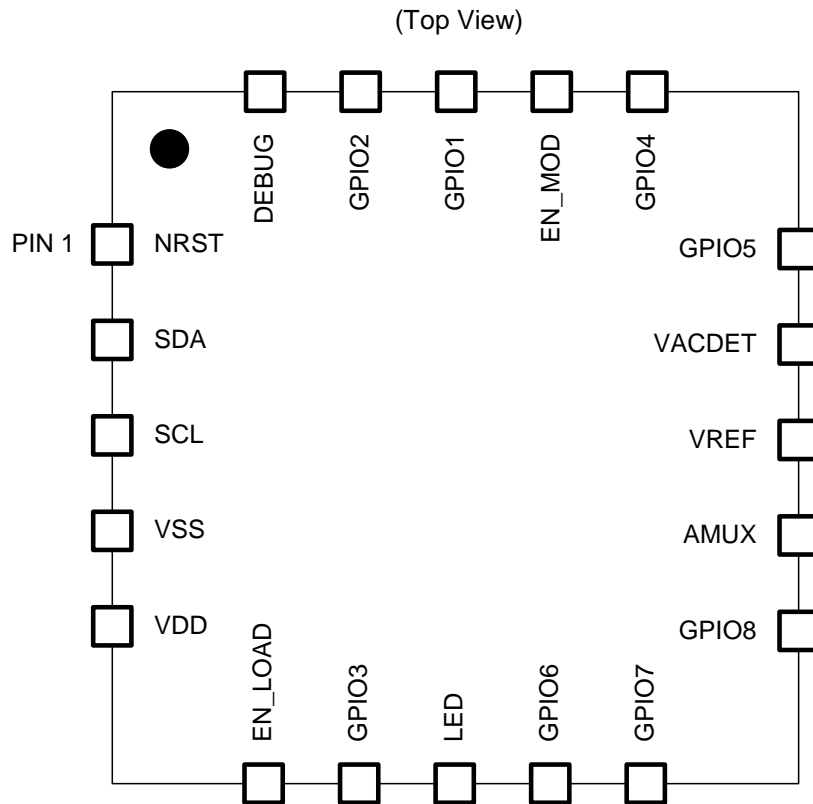 (Top View)
DEBUG
GPIO2
GPIO1
EN_MOD
GPIO4
PIN 1 NRST
GPIO5
SDA
VACDET
SCL
VREF
VSS
AMUX
VDD
GPIO8
EN_LOAD
GPIO3
LED
GPIO6
GPIO7